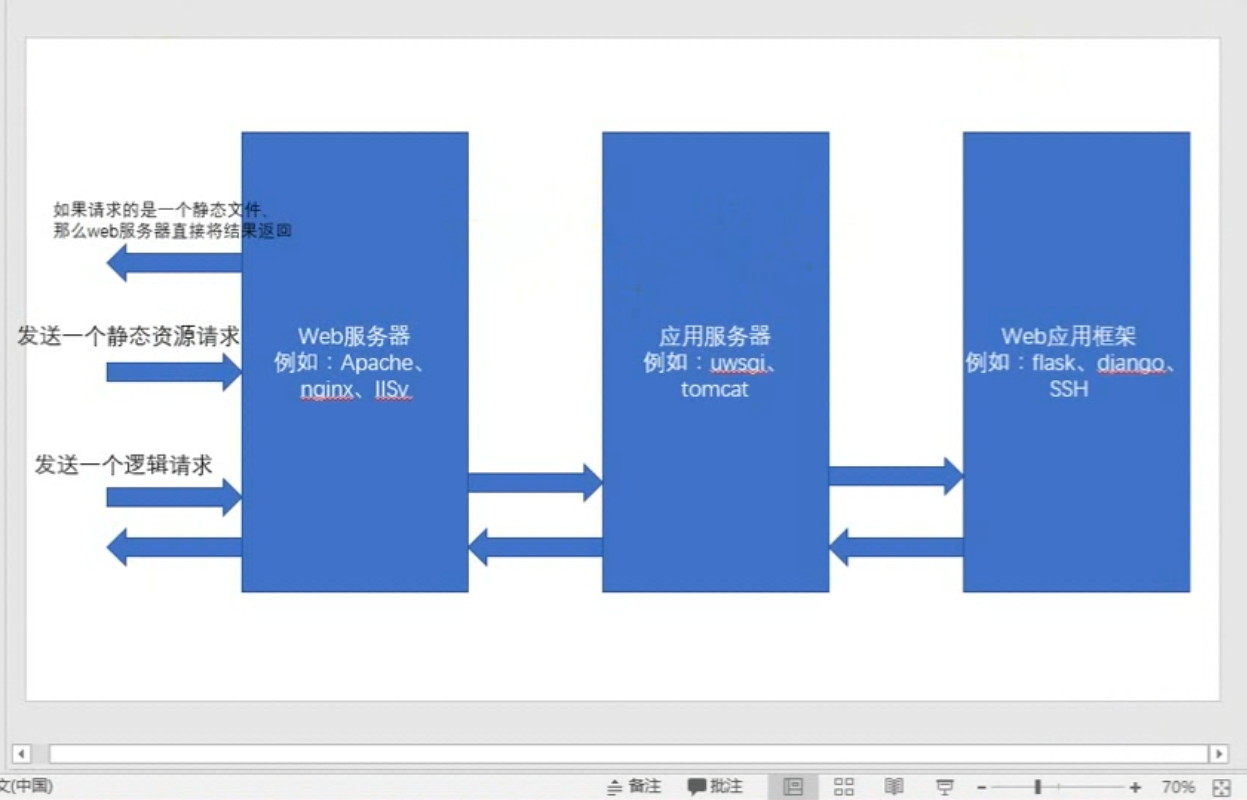 如果请求的是一个静态文件，
那么web服务器直接将结果返回
发送一个静态资源请求
发送一个逻辑请求
Web服务器
例如：Apache、
nginx、IISv
应用服务器
例如：uwsgi、
tomcat
Web应用框架
例如：flask、django、
SSH
文(中国)
备注
批注
70%